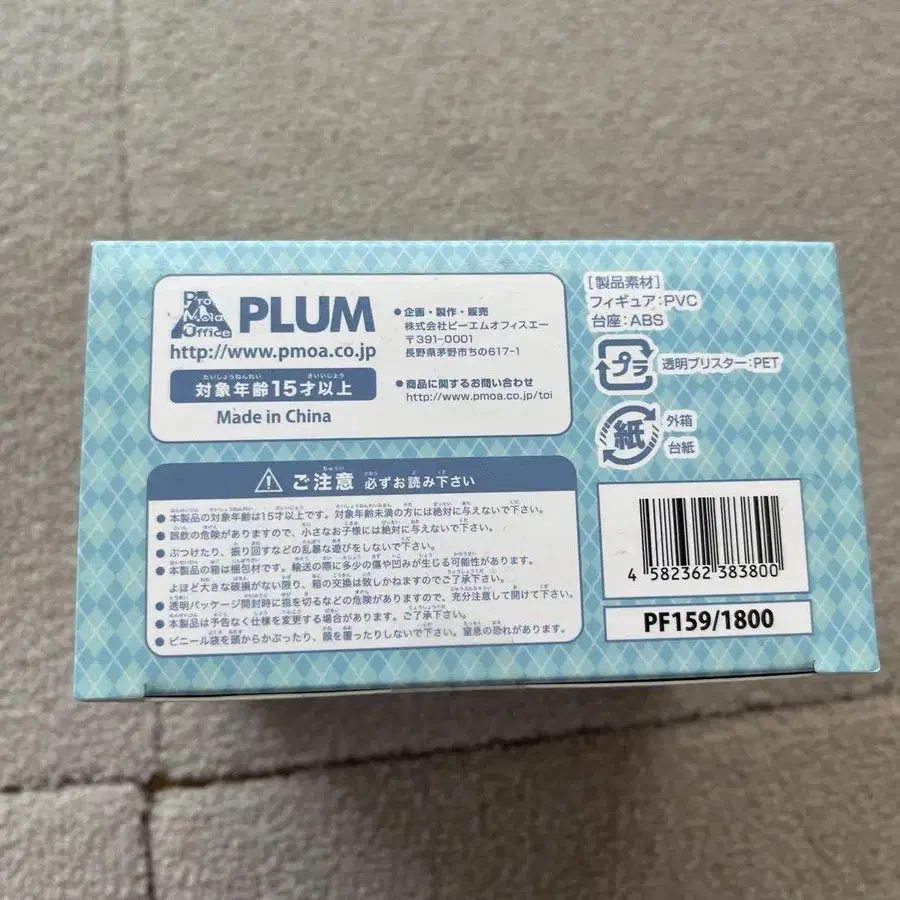 Pro-
Mola
Office
PLUM
http://www.pmoa.co.jp
たいしょうねんれい さいいじょう
対象年齢15才以上
Made in China
●企画・製作・販売
株式会社ピーエムオフィスエー
〒391-0001
長野県茅野市ちの617-1
●商品に関するお問い合わせ
http://www.pmoa.co.jp/toi
[製品素材]
フィギュア:PVC
台座:ABS
プラ
透明ブリスター:PET
紙
外箱
台紙
ちゅうい
ご注意 必ずお読み下さい
●本製品の対象年齢は15才以上です。対象年齢未満の方には絶対に与えないで下さい。
●誤飲の危険がありますので、小さなお子様には絶対に与えないで下さい。
●ぶつけたり、振り回すなどの乱暴な遊びをしないで下さい。
●本製品の箱は梱包材です。輸送の際に多少の傷や凹みが生じる可能性があります。
よほど大きな破損がない限り、箱の交換は致しかねますのでご了承下さい。
●透明パッケージ開封時に指を切るなどの危険がありますので、充分注意して開けて下さい。
●本製品は予告なく仕様を変更する場合があります。ご了承下さい。
●ビニール袋を頭からかぶったり、顔を覆ったりしないで下さい。窒息の恐れがあります。
4 582362 383800
PF159/1800